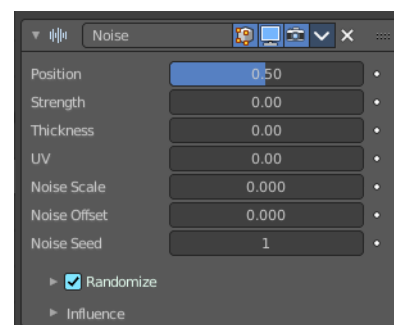 Noise
Position 0.50
Strength 0.00
Thickness 0.00
UV 0.00
Noise Scale 0.000
Noise Offset 0.000
Noise Seed 1
Randomize
Influence